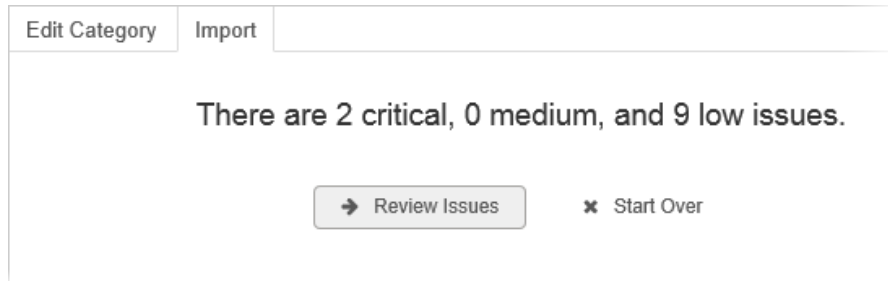 Edit Category Import
There are 2 critical, 0 medium, and 9 low issues.
Review Issues Start Over